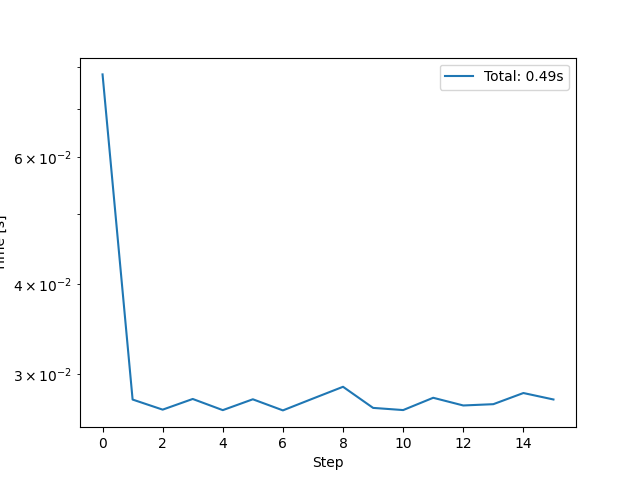 Total: 0.49s
6 × 10⁻²
4 × 10⁻²
3 × 10⁻²
Time [s]
0 2 4 6 8 10 12 14
Step